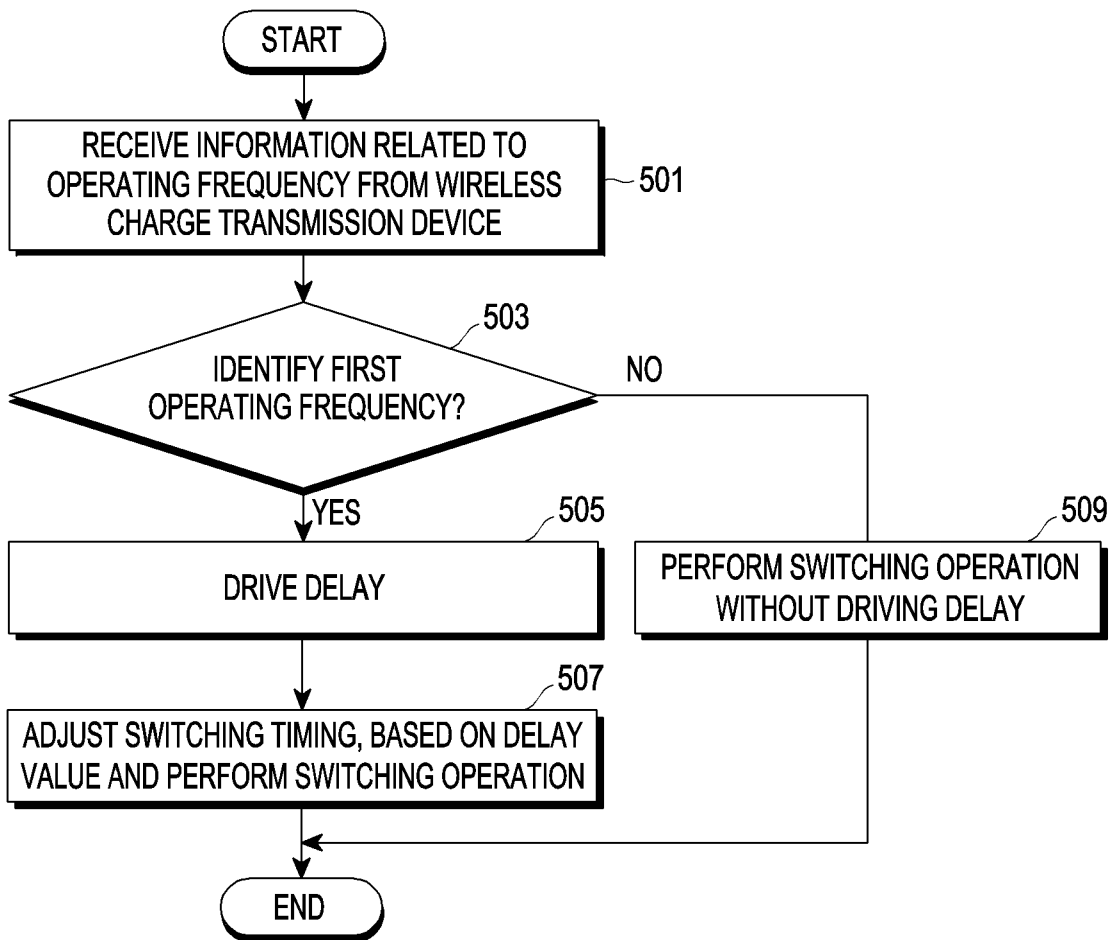 START
RECEIVE INFORMATION RELATED TO
OPERATING FREQUENCY FROM WIRELESS
CHARGE TRANSMISSION DEVICE
501
503
IDENTIFY FIRST
OPERATING FREQUENCY?
NO
YES
505
DRIVE DELAY
509
PERFORM SWITCHING OPERATION
WITHOUT DRIVING DELAY
507
ADJUST SWITCHING TIMING, BASED ON DELAY
VALUE AND PERFORM SWITCHING OPERATION
END